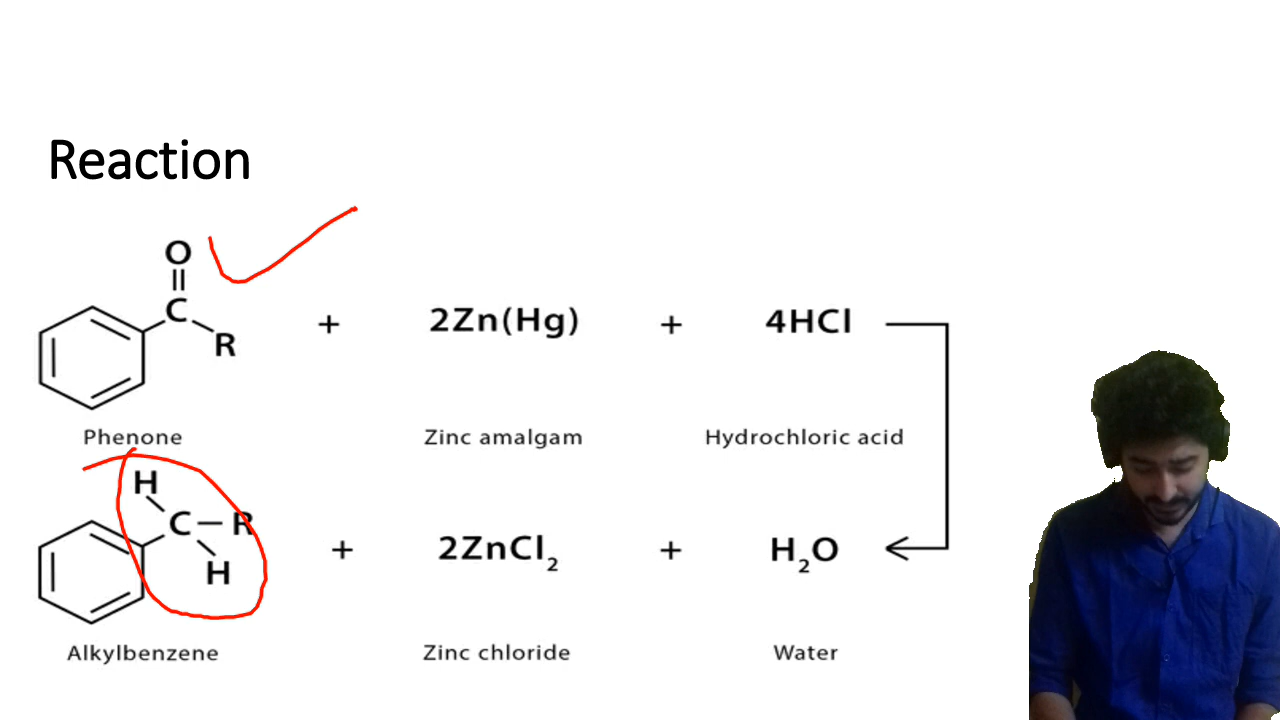 Reaction
O
C
R
+ 2Zn(Hg) + 4HCl
Phenone Zinc amalgam Hydrochloric acid
H
C – R
H
+ 2ZnCl₂ + H₂O
Alkylbenzene Zinc chloride Water